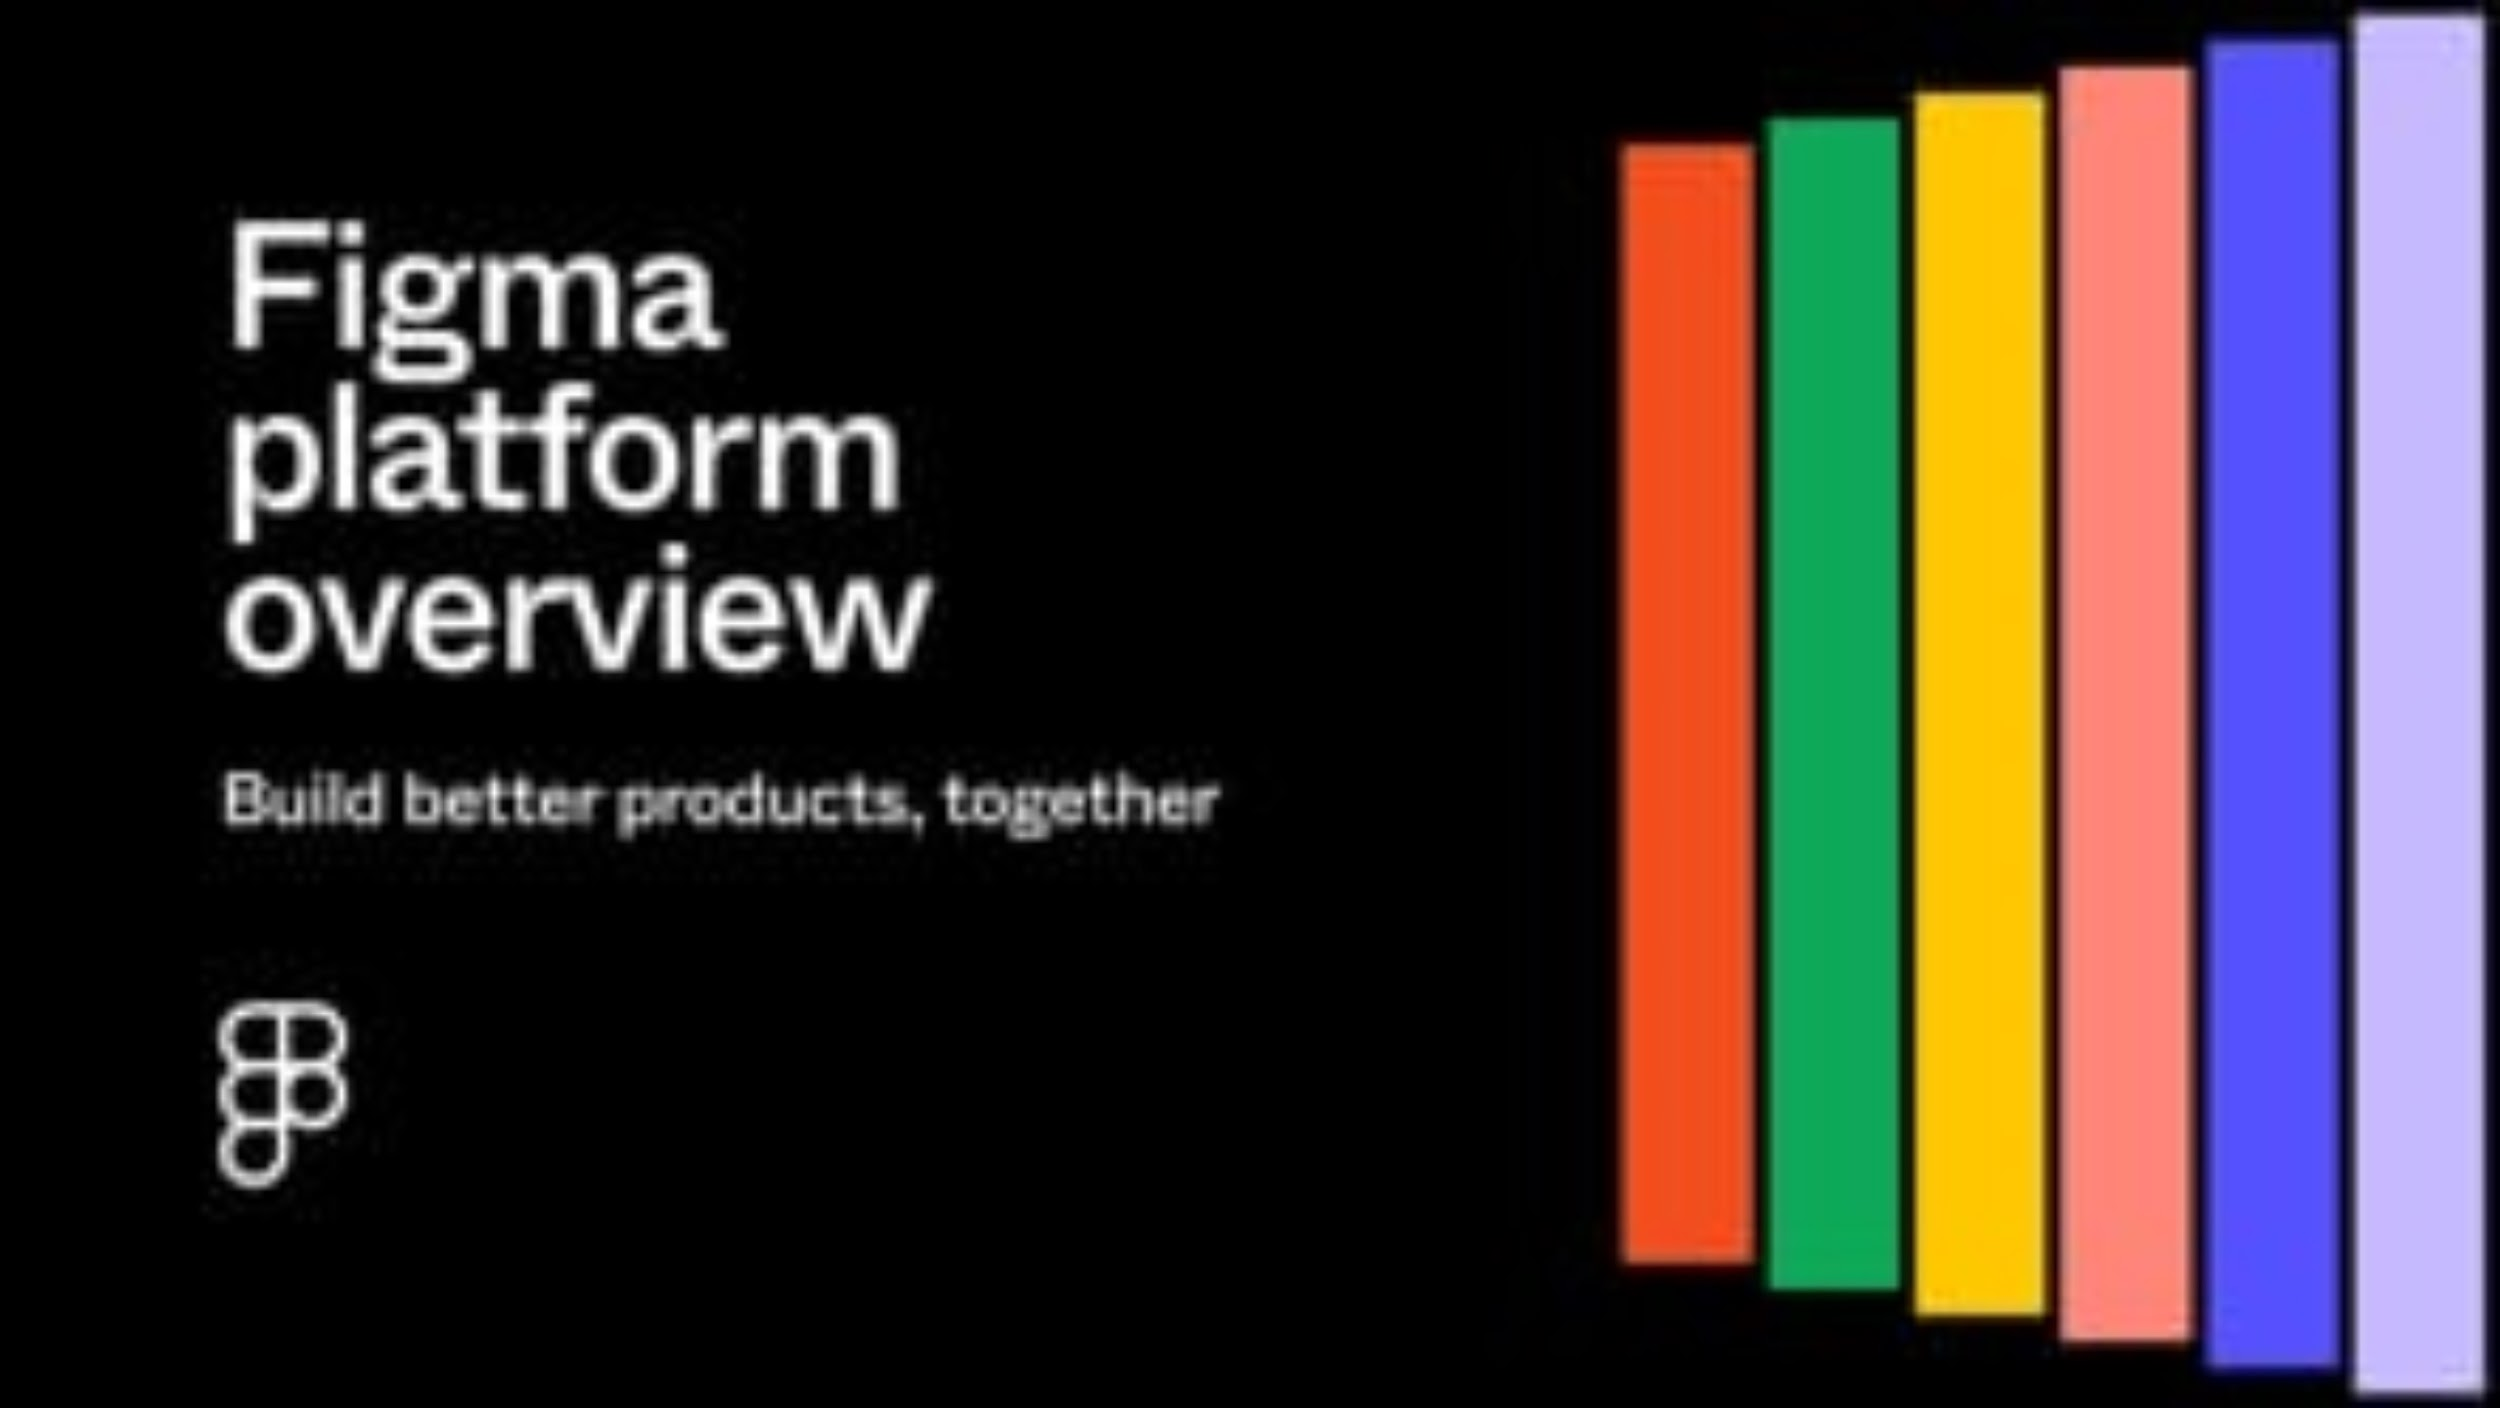 Figma
platform
overview
Build better products, together